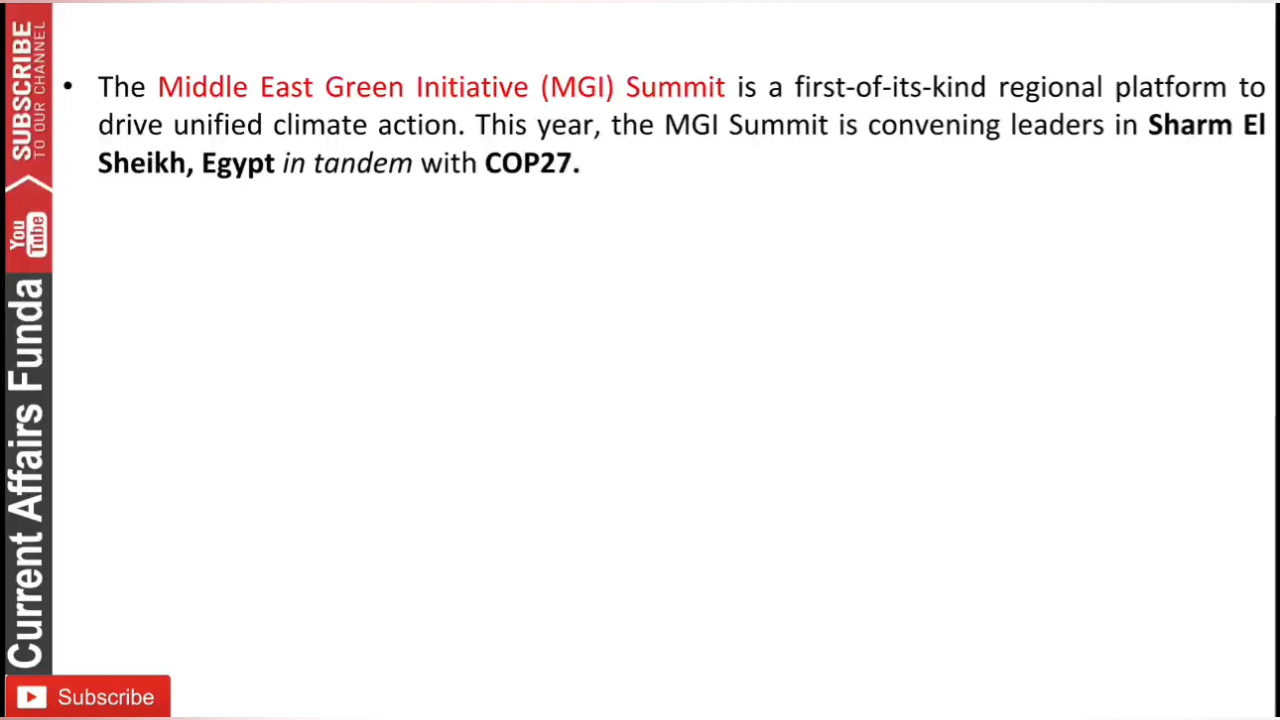 SUBSCRIBE
TO OUR CHANNEL
You
Tube
Current Affairs Funda
• The Middle East Green Initiative (MGI) Summit is a first-of-its-kind regional platform to
drive unified climate action. This year, the MGI Summit is convening leaders in Sharm El
Sheikh, Egypt in tandem with COP27.
Subscribe